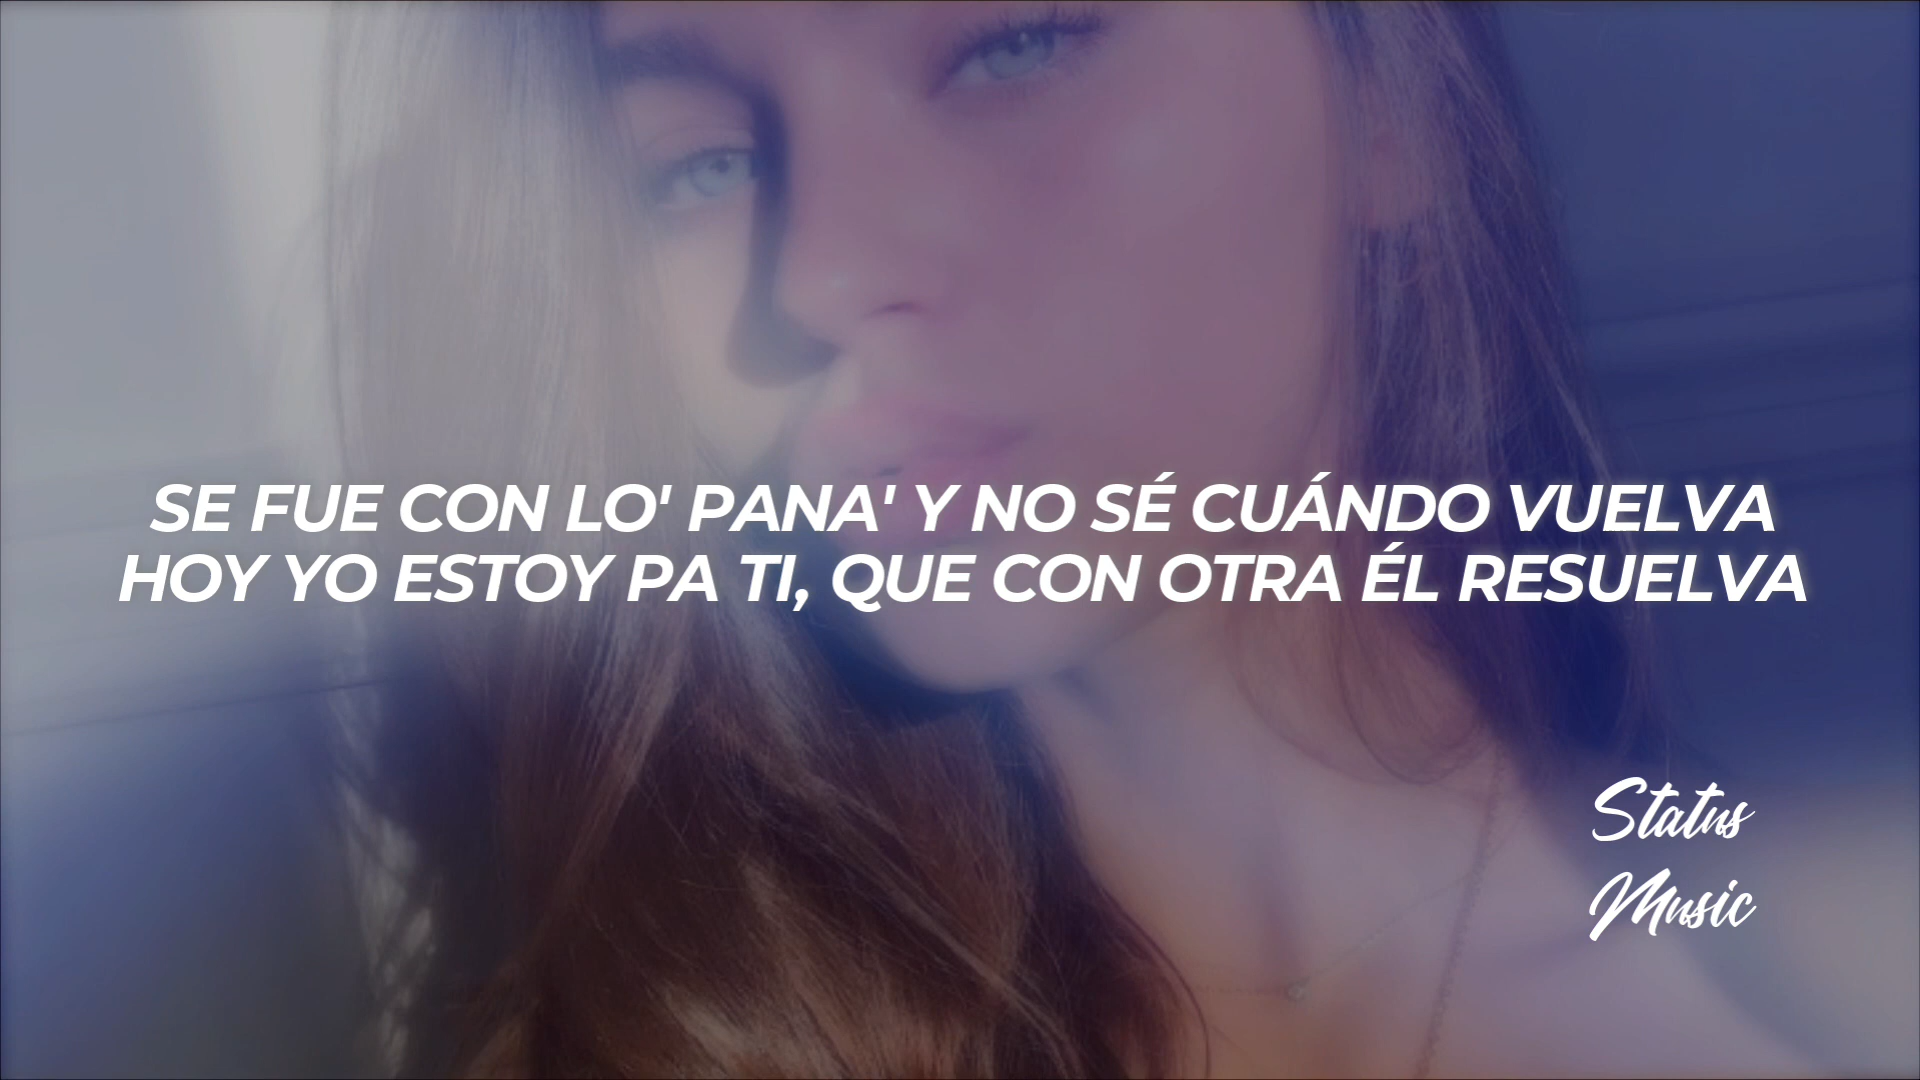 SE FUE CON LO' PANA' Y NO SÉ CUÁNDO VUELVA
HOY YO ESTOY PA TI, QUE CON OTRA ÉL RESUELVA
Status
Music